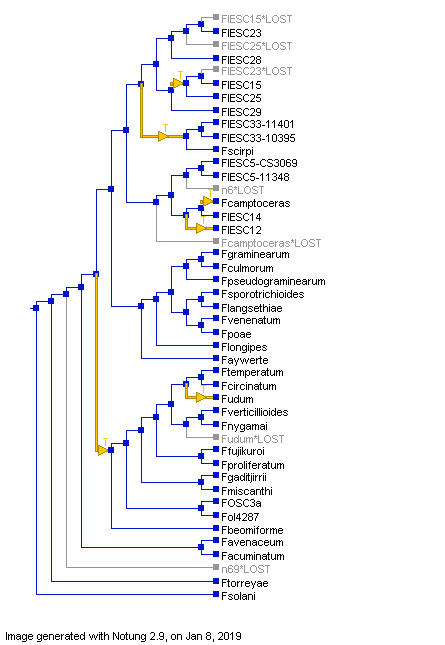 FIESC15*LOST
FIESC23
FIESC25*LOST
FIESC28
FIESC23*LOST
T
FIESC15
FIESC25
FIESC29
FIESC33-11401
T
FIESC33-10395
Fscirpi
FIESC5-CS3069
FIESC5-11348
n6*LOST
T
Fcamptoceras
FIESC14
T
FIESC12
Fcamptoceras*LOST
Fgraminearum
Fculmorum
Fpseudograminearum
Fsporotrichioides
Flangsethiae
Fvenenatum
Fpoae
Flongipes
Faywerte
Ftemperatum
Fcircinatum
T
Fudum
Fverticillioides
Fnygamai
Fudum*LOST
T
Ffujikuroi
Fproliferatum
Fgaditjirrii
Fmiscanthi
FOSC3a
Fol4287
Fbeomiforme
Favenaceum
Facuminatum
n69*LOST
Ftorreyae
Fsolani
Image generated with Notung 2.9, on Jan 8, 2019